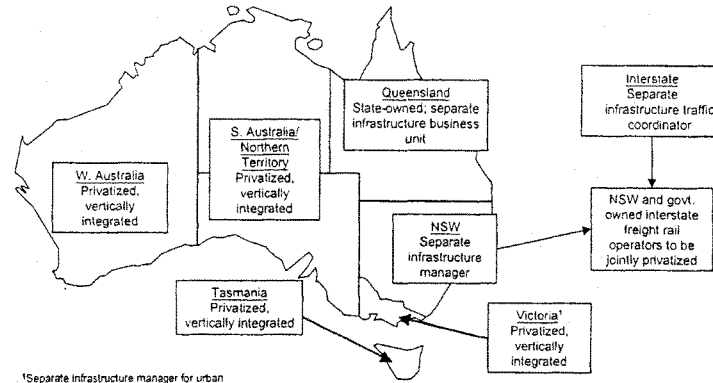 Queensland
State-owned; separate
infrastructure business
unit
Interstate
Separate
infrastructure traffic
coordinator
S. Australia/
Northern
Territory
Privatized,
vertically
integrated
W. Australia
Privatized,
vertically
integrated
NSW
Separate
infrastructure
manager
NSW and govt.
owned interstate
freight rail
operators to be
jointly privatized
Tasmania
Privatized,
vertically integrated
Victoria¹
Privatized,
vertically
integrated
¹Separate infrastructure manager for urban